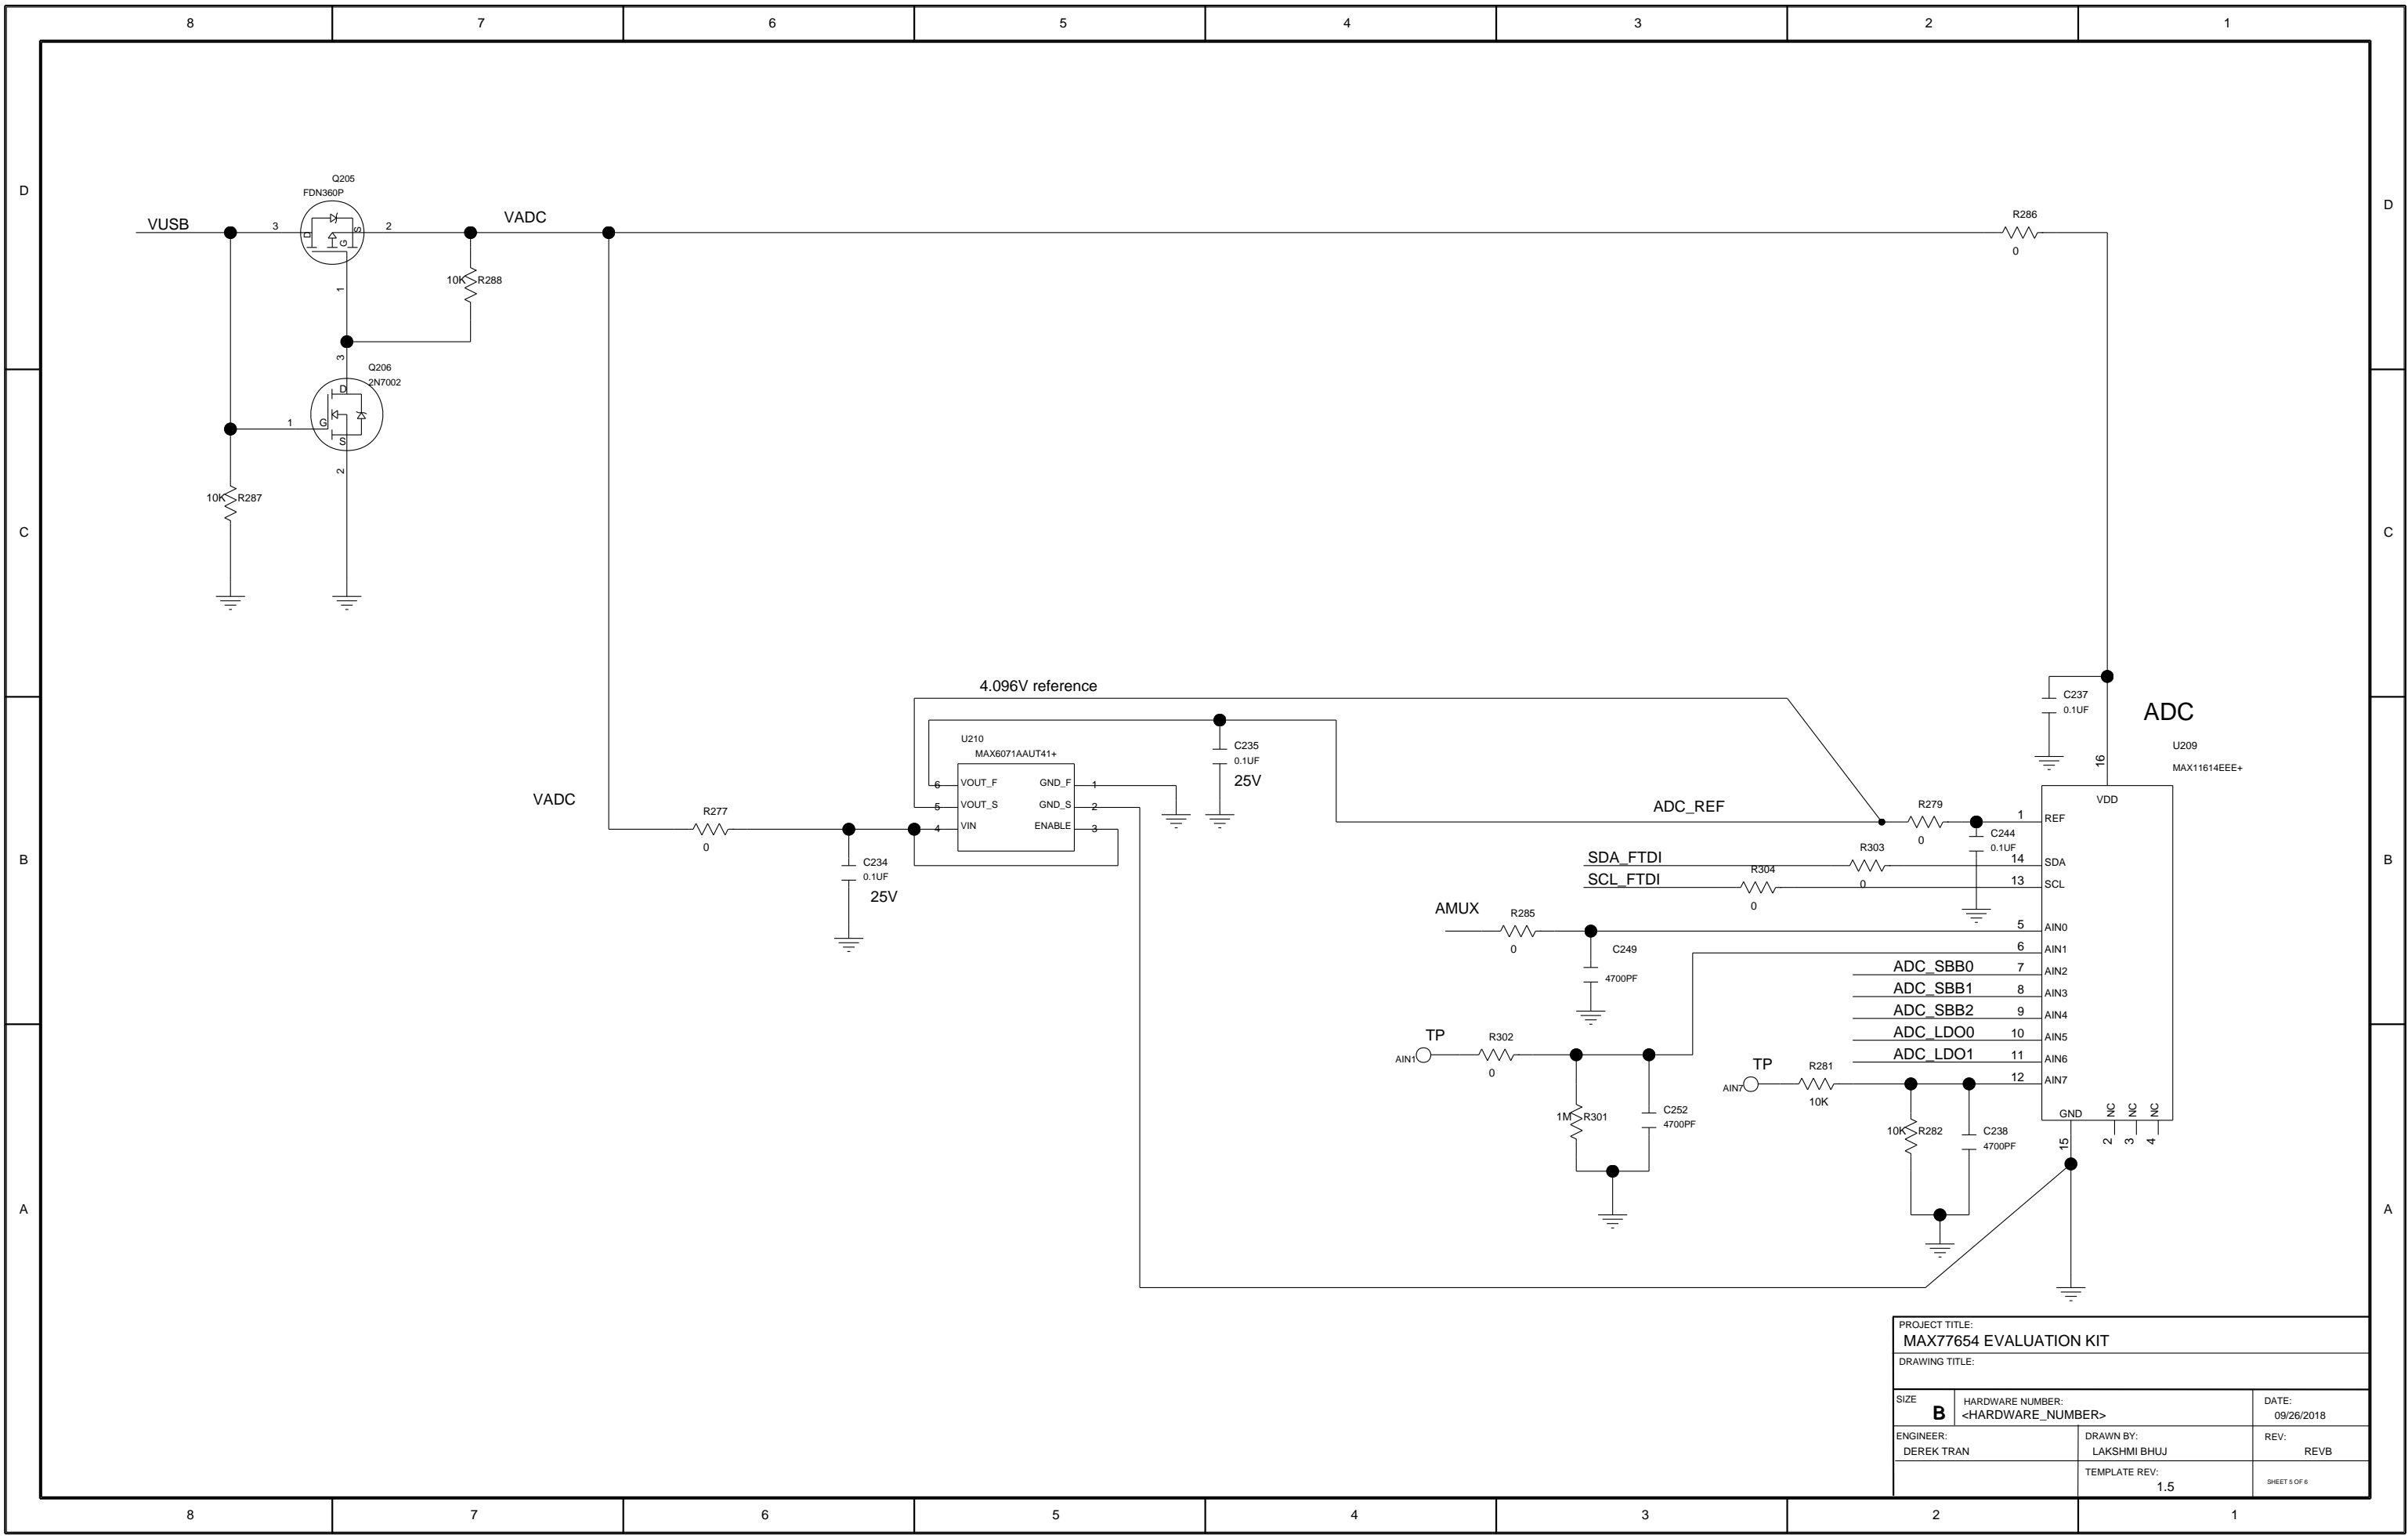 8 7 6 5 4 3 2 1
D
D
Q205
FDN360P
VUSB
3
D
G
S
2
VADC
R286
0
10K
R288
1
3
Q206
2N7002
D
1
G
S
2
10K
R287
C
C
4.096V reference
C237
0.1UF
ADC
U209
MAX11614EEE+
16
U210
MAX6071AAUT41+
C235
0.1UF
25V
6 VOUT_F GND_F 1
5 VOUT_S GND_S 2
4 VIN ENABLE 3
VADC
R277
0
C234
0.1UF
25V
ADC_REF
R279
0
VDD
1 REF
C244
0.1UF
B
B
SDA_FTDI
R303
0
14 SDA
SCL_FTDI
R304
0
13 SCL
AMUX
R285
0
C249
4700PF
5 AIN0
6 AIN1
ADC_SBB0 7 AIN2
ADC_SBB1 8 AIN3
ADC_SBB2 9 AIN4
ADC_LDO0 10 AIN5
ADC_LDO1 11 AIN6
12 AIN7
TP
AIN1
R302
0
TP
AIN7
R281
10K
1M
R301
C252
4700PF
10K
R282
C238
4700PF
GND NC NC NC
15 2 3 4
A
A
PROJECT TITLE:
MAX77654 EVALUATION KIT
DRAWING TITLE:
SIZE
B
HARDWARE NUMBER:
<HARDWARE_NUMBER>
DATE:
09/26/2018
ENGINEER:
DEREK TRAN
DRAWN BY:
LAKSHMI BHUJ
REV:
REVB
TEMPLATE REV:
1.5
SHEET 5 OF 6
8 7 6 5 4 3 2 1